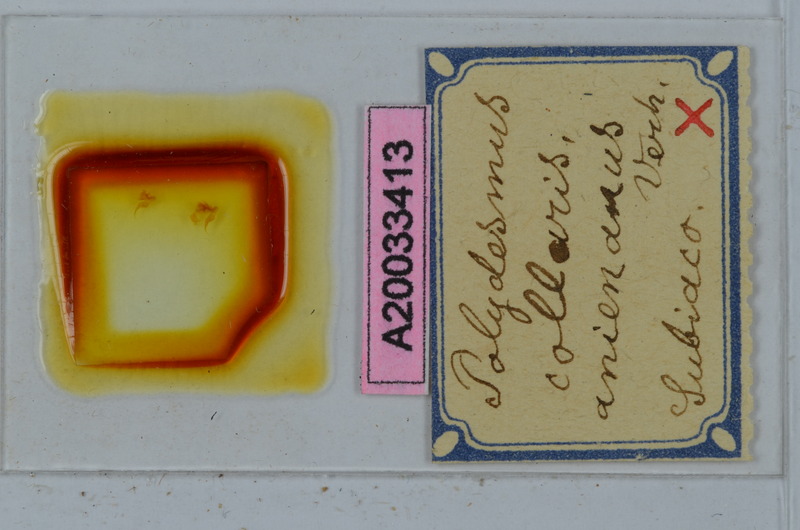 A20033413
Polydesmus
collaris,
anienanus
Verh.
X
Subiaco.